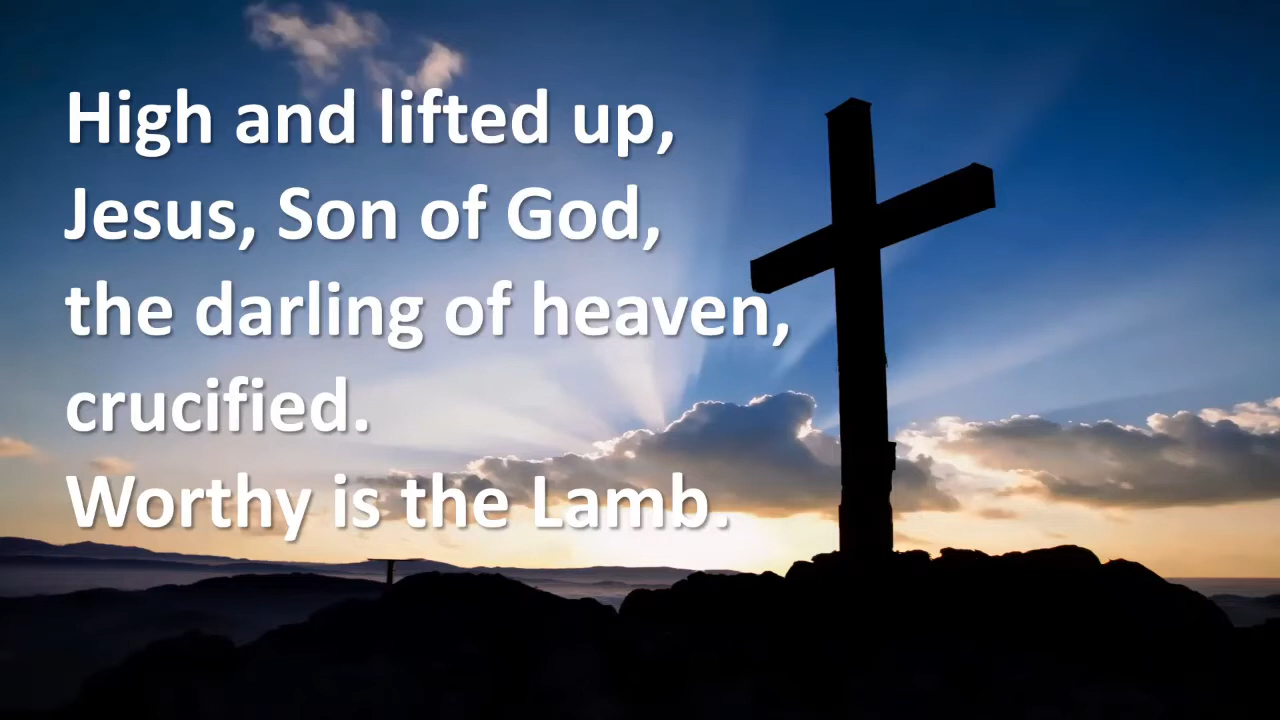 High and lifted up,
Jesus, Son of God,
the darling of heaven,
crucified.
Worthy is the Lamb.